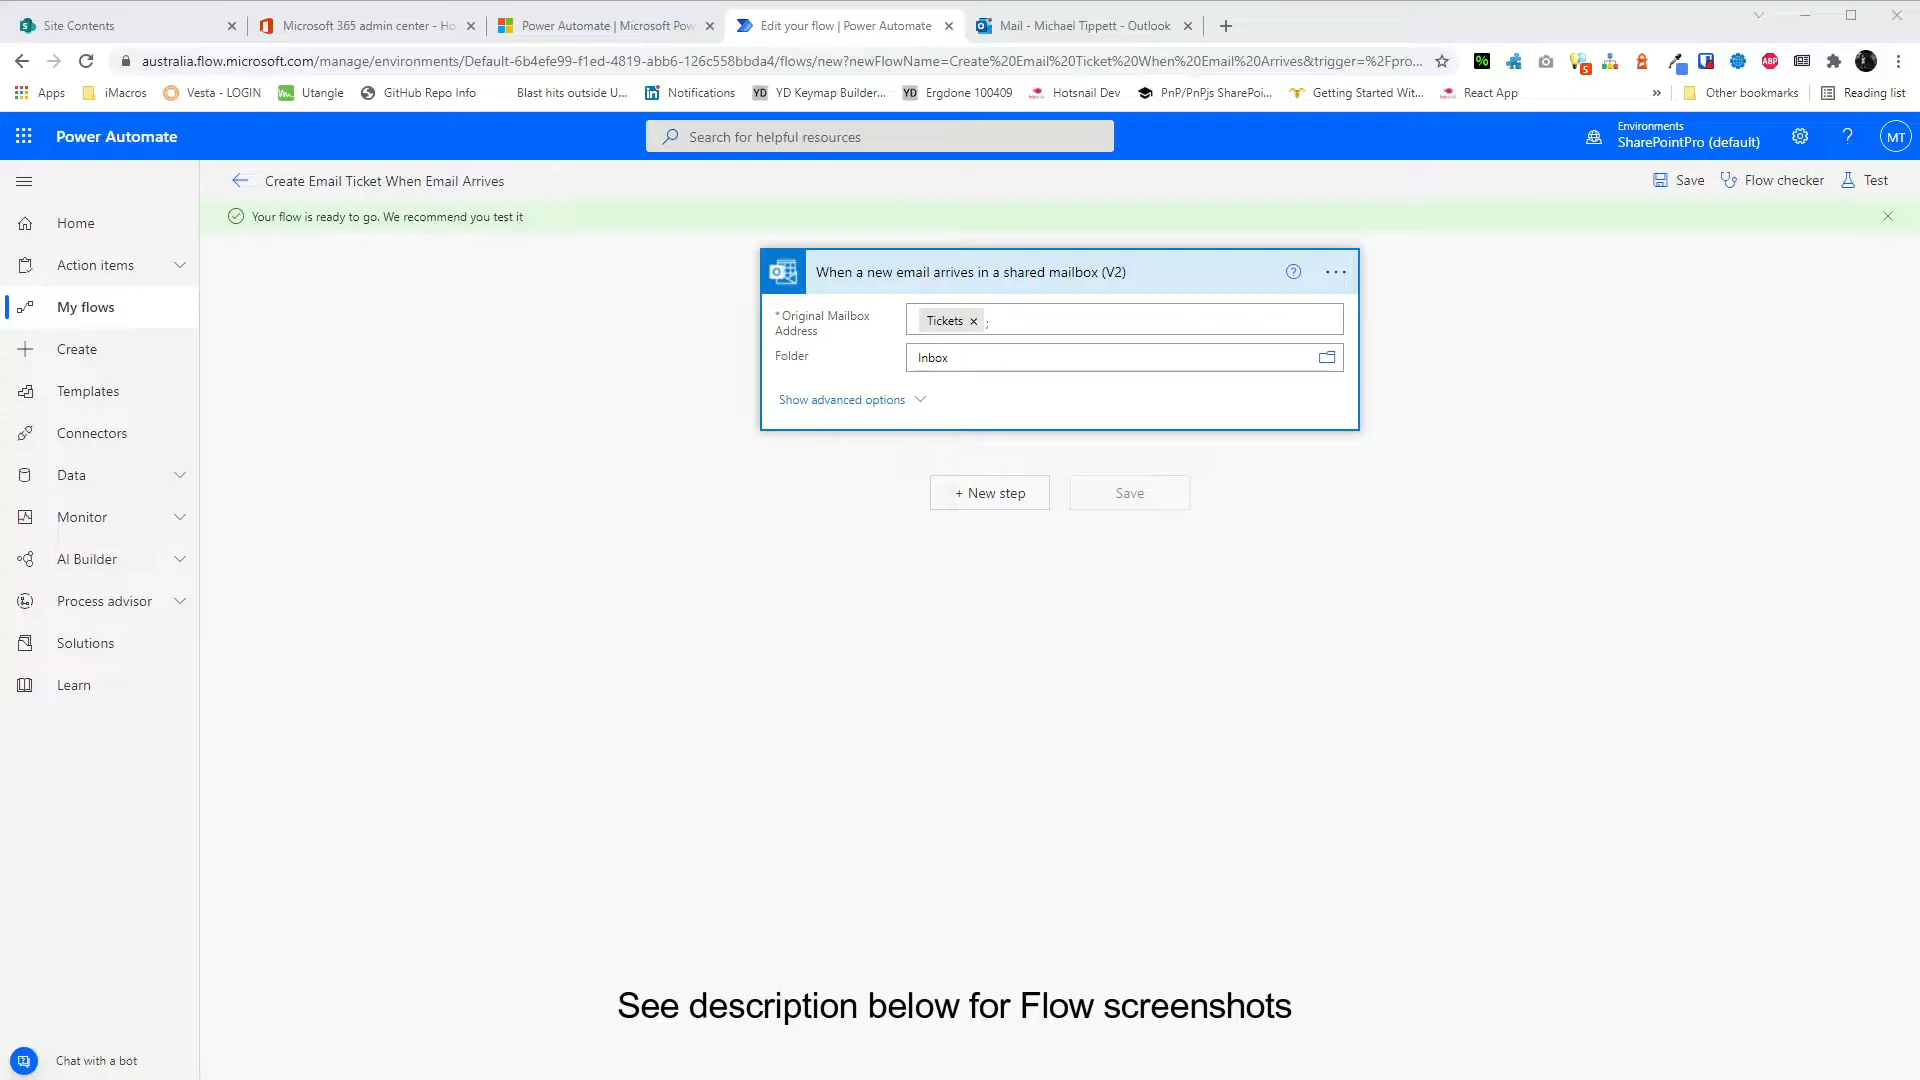 Site Contents
Microsoft 365 admin center - Ho
Power Automate | Microsoft Pow
Edit your flow | Power Automate
Mail - Michael Tippett - Outlook
australia.flow.microsoft.com/manage/environments/Default-6b4efe99-f1ed-4819-abb6-126c558bbda4/flows/new?newFlowName=Create%20Email%20Ticket%20When%20Email%20Arrives&trigger=%2Fpro...
Apps
iMacros
Vesta - LOGIN
Utangle
GitHub Repo Info
Blast hits outside U...
Notifications
YD Keymap Builder...
Ergdone 100409
Hotsnail Dev
PnP/PnPjs SharePoi...
Getting Started Wit...
React App
Other bookmarks
Reading list
Power Automate
Search for helpful resources
Environments
SharePointPro (default)
MT
Create Email Ticket When Email Arrives
Save
Flow checker
Test
Your flow is ready to go. We recommend you test it
Home
Action items
My flows
Create
Templates
Connectors
Data
Monitor
AI Builder
Process advisor
Solutions
Learn
Chat with a bot
When a new email arrives in a shared mailbox (V2)
*Original Mailbox
Address
Tickets ;
Folder
Inbox
Show advanced options
+ New step
Save
See description below for Flow screenshots